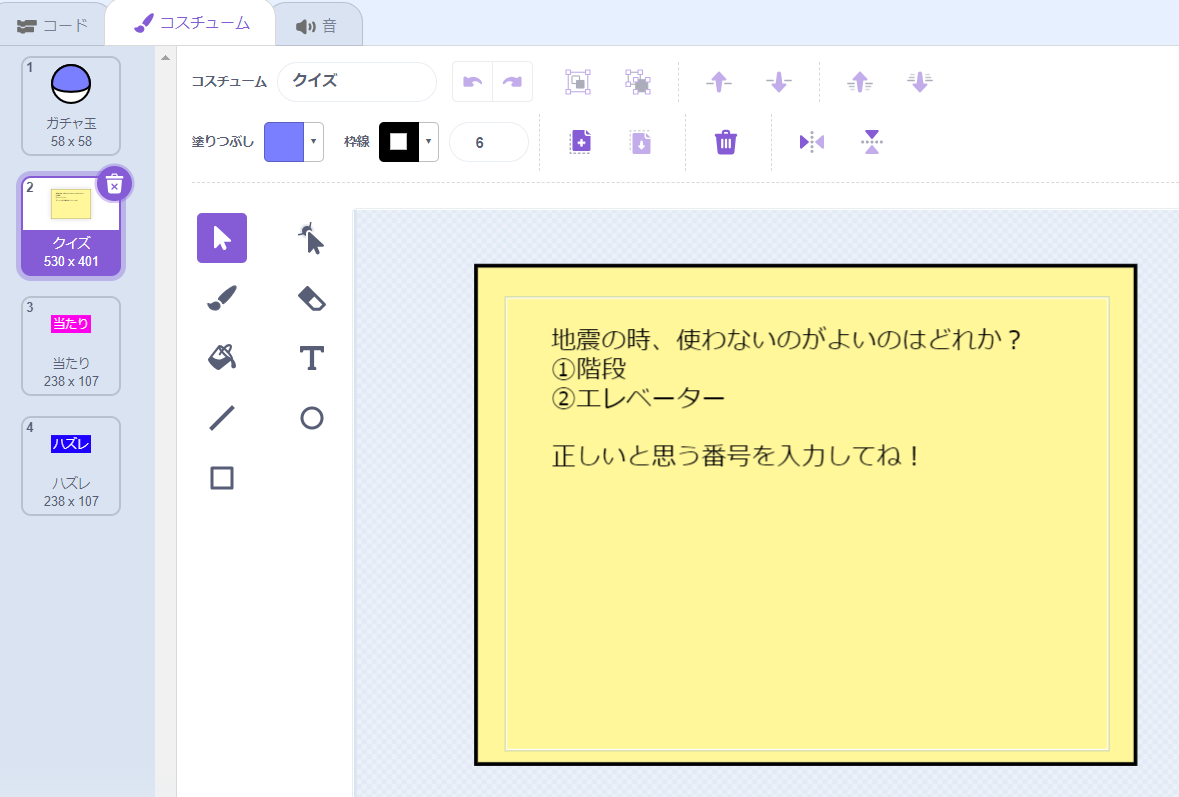 コード
コスチューム
音
1
ガチャ玉
58 x 58
2
クイズ
530 x 401
3
当たり
当たり
238 x 107
4
ハズレ
ハズレ
238 x 107
コスチューム
クイズ
塗りつぶし
枠線
6
地震の時、使わないのがよいのはどれか？
①階段
②エレベーター
正しいと思う番号を入力してね！